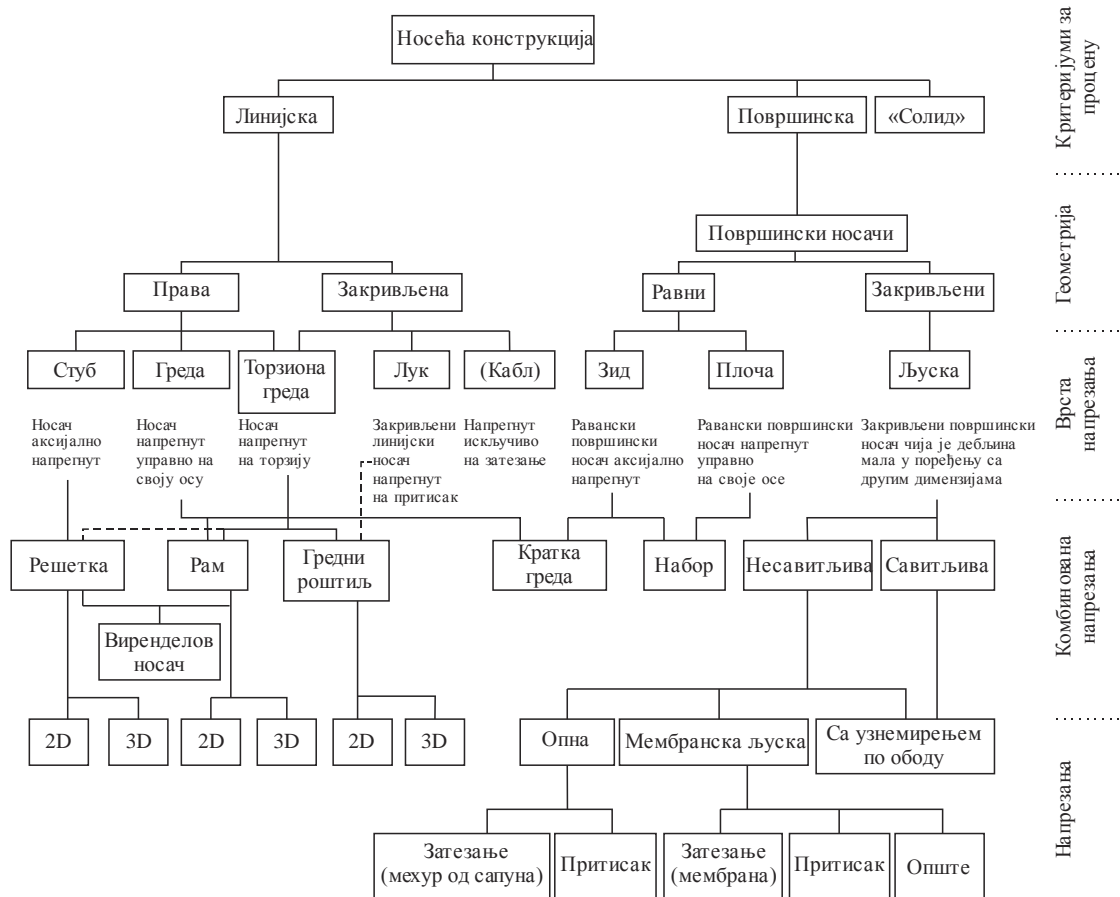 Носећа конструкција
Критеријуми за
процену
Линијска
Површинска
«Солид»
Површински носачи
Геометрија
Права
Закривљена
Равни
Закривљени
Стуб
Греда
Торзиона
греда
Лук
(Кабл)
Зид
Плоча
Љуска
Врста
напрезања
Носач
аксијално
напрегнут
Носач
напрегнут
управно на
своју осу
Носач
напрегнут
на торзију
Закривљени
линијски
носач
напрегнут
на притисак
Напрегнут
искључиво
на затезање
Равански
површински
носач аксијално
напрегнут
Равански површински
носач напрегнут
управно
на своје осе
Закривљени површински
носач чија је дебљина
мала у поређењу са
другим димензијама
Решетка
Рам
Гредни
роштиљ
Кратка
греда
Набор
Несавитљива
Савитљива
Комбинована
напрезања
Виренделов
носач
2D
3D
2D
3D
2D
3D
Опна
Мембранска љуска
Са узнемирењем
по ободу
Напрезања
Затезање
(мехур од сапуна)
Притисак
Затезање
(мембрана)
Притисак
Опште